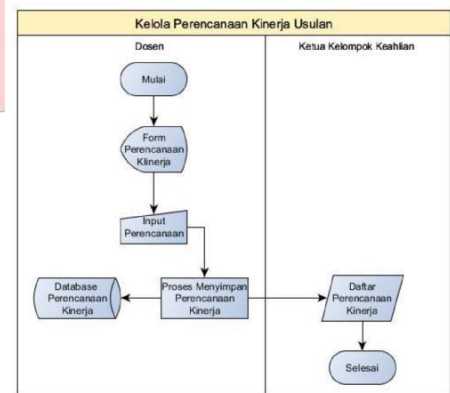 Kelola Perencanaan Kinerja Usulan
Dosen
Ketua Kelompok Keahlian
Mulai
Form
Perencanaan
Klinerja
Input
Perencanaan
Database
Perencanaan
Kinerja
Proses Menyimpan
Perencanaan
Kinerja
Daftar
Perencanaan
Kinerja
Selesai